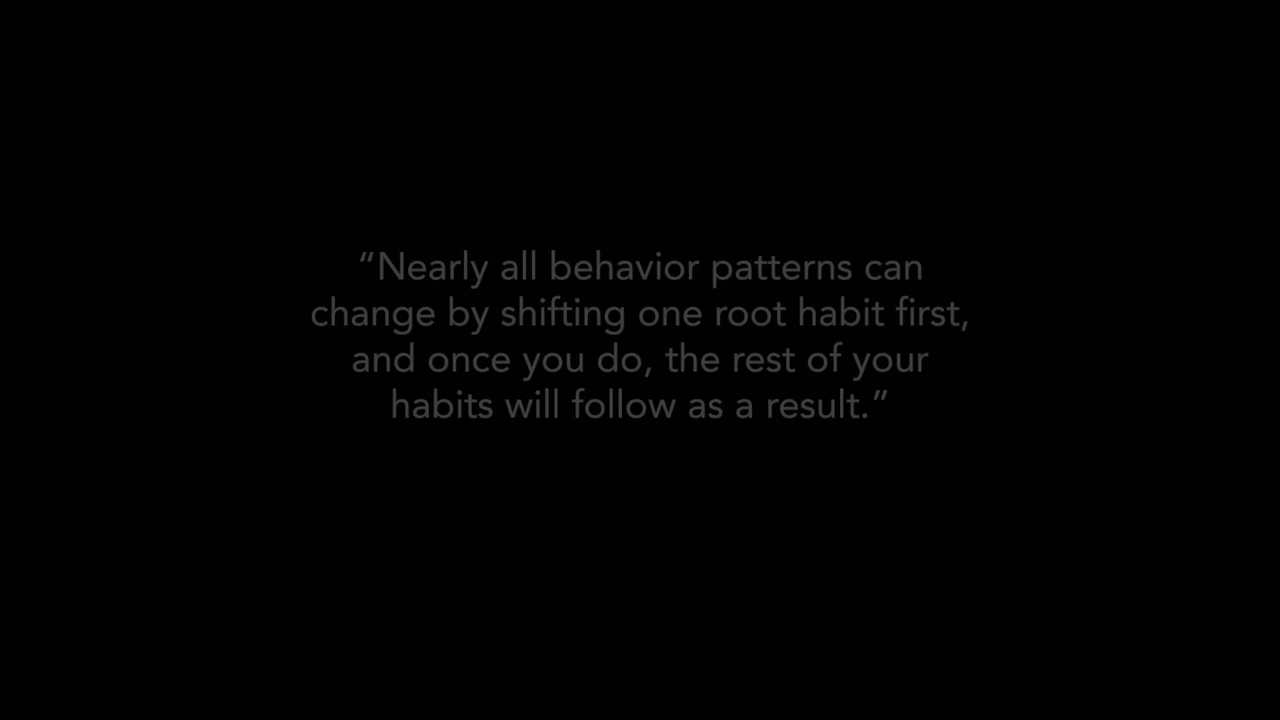 “Nearly all behavior patterns can
change by shifting one root habit first,
and once you do, the rest of your
habits will follow as a result.”